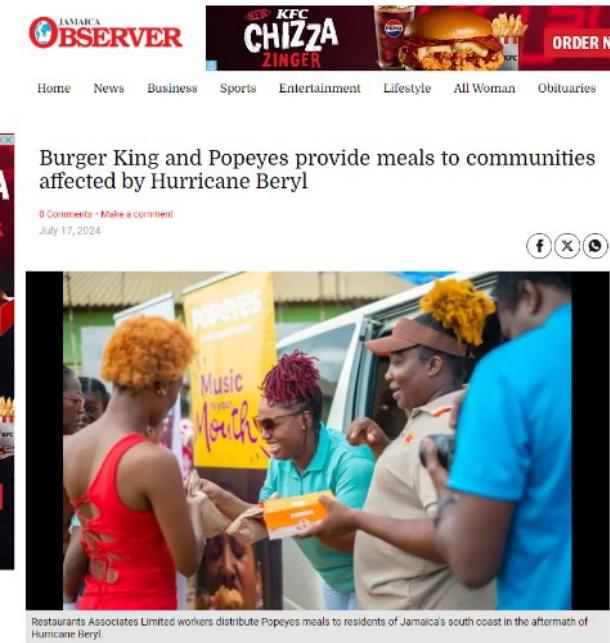 JAMAICA
OBSERVER
NEW KFC
CHIZZA
ZINGER
ORDER N
Home News Business Sports Entertainment Lifestyle All Woman Obituaries
Burger King and Popeyes provide meals to communities
affected by Hurricane Beryl
0 Comments · Make a comment
July 17, 2024
POPEYES
Music
to your
Mouth
POPEYES
Restaurants Associates Limited workers distribute Popeyes meals to residents of Jamaica's south coast in the aftermath of
Hurricane Beryl.